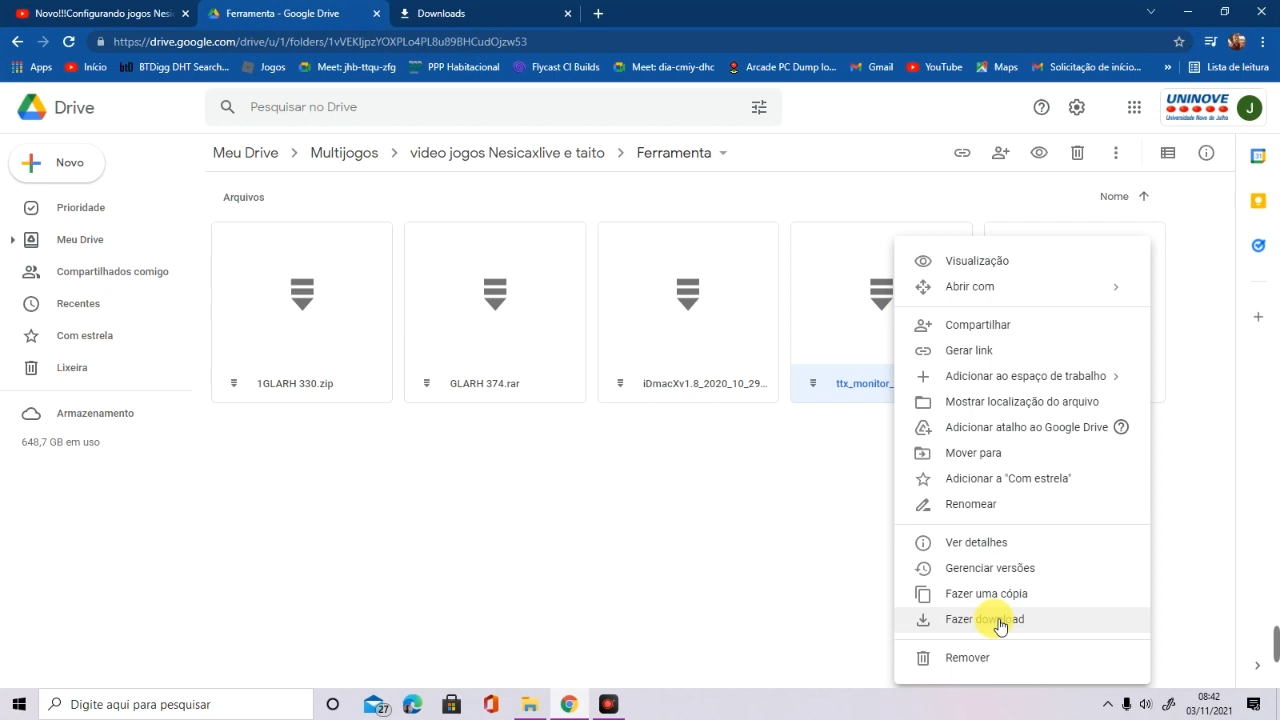 Novo!!!Configurando jogos Nesi
Ferramenta - Google Drive
Downloads
https://drive.google.com/drive/u/1/folders/1vVEKIjpzYOXPLo4PL8u89BHCudOjzw53
Apps
Início
BTDigg DHT Search...
Jogos
Meet: jhb-ttqu-zfg
PPP Habitacional
Flycast CI Builds
Meet: dia-cmiy-dhc
Arcade PC Dump lo...
Gmail
YouTube
Maps
Solicitação de iníci...
»
Lista de leitura
Drive
Pesquisar no Drive
UNINOVE
Universidade Nove de Julho
J
Novo
Meu Drive > Multijogos > video jogos Nesicaxlive e taito > Ferramenta
Prioridade
Meu Drive
Compartilhados comigo
Recentes
Com estrela
Lixeira
Armazenamento
648,7 GB em uso
Arquivos
Nome
1GLARH 330.zip
GLARH 374.rar
iDmacXv1.8_2020_10_29...
ttx_monitor_
Visualização
Abrir com
Compartilhar
Gerar link
Adicionar ao espaço de trabalho
Mostrar localização do arquivo
Adicionar atalho ao Google Drive
Mover para
Adicionar a "Com estrela"
Renomear
Ver detalhes
Gerenciar versões
Fazer uma cópia
Fazer download
Remover
Digite aqui para pesquisar
27
08:42
03/11/2021